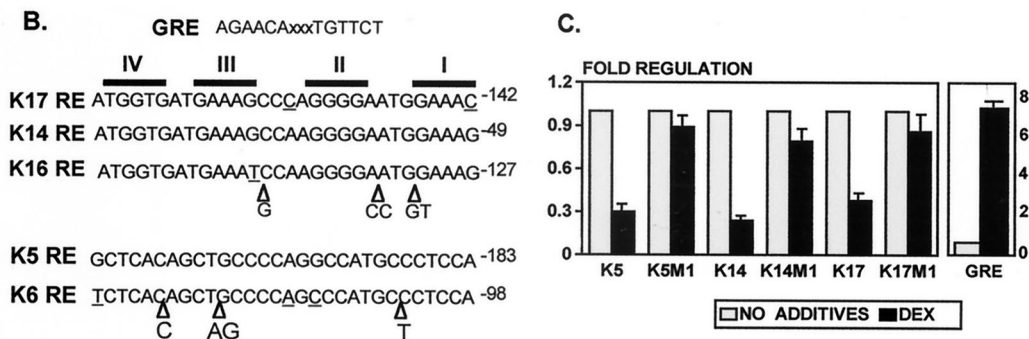 B.
GRE AGAACAxxxTGTTCT
IV III II I
K17 RE ATGGTGATGAAAGCCCAGGGGAATGGAAAC -142
K14 RE ATGGTGATGAAAGCCAAGGGGAATGGAAAG -49
K16 RE ATGGTGATGAAATCCAAGGGGAATGGAAAG -127
G CC GT
K5 RE GCTCACAGCTGCCCCAGGCCATGCCCTCCA -183
K6 RE TCTCACAGCTGCCCCAGCCCATGCCCTCCA -98
C AG T
C.
FOLD REGULATION
1.2
0.9
0.6
0.3
0
8
6
4
2
0
K5 K5M1 K14 K14M1 K17 K17M1 GRE
NO ADDITIVES DEX